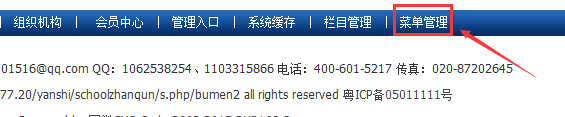 组织机构 | 会员中心 | 管理入口 | 系统缓存 | 栏目管理 | 菜单管理
01516@qq.com QQ：1062538254、1103315866 电话：400-601-5217 传真：020-87202645
77.20/yanshi/schoolzhanqun/s.php/bumen2 all rights reserved 粤ICP备05011111号